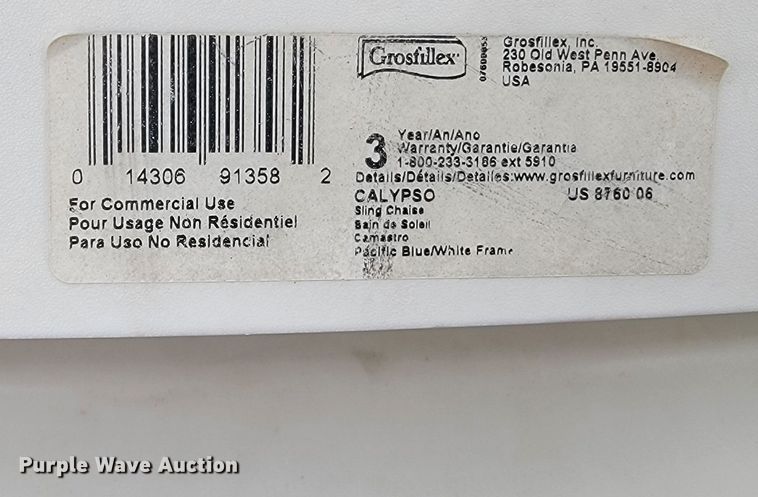 Grosfillex
07600053
Grosfillex, Inc.
230 Old West Penn Ave
Robesonia, PA 19551-8904
USA
0 14306 91358 2
3
Year/An/Ano
Warranty/Garantie/Garantia
1-800-233-3186 ext 5910
Details/Détails/Detalles:www.grosfillexfurniture.com
For Commercial Use
Pour Usage Non Résidentiel
Para Uso No Residencial
CALYPSO US 8760 06
Sling Chaise
Bain de Soleil
Camastro
Pacific Blue/White Frame
Purple Wave Auction